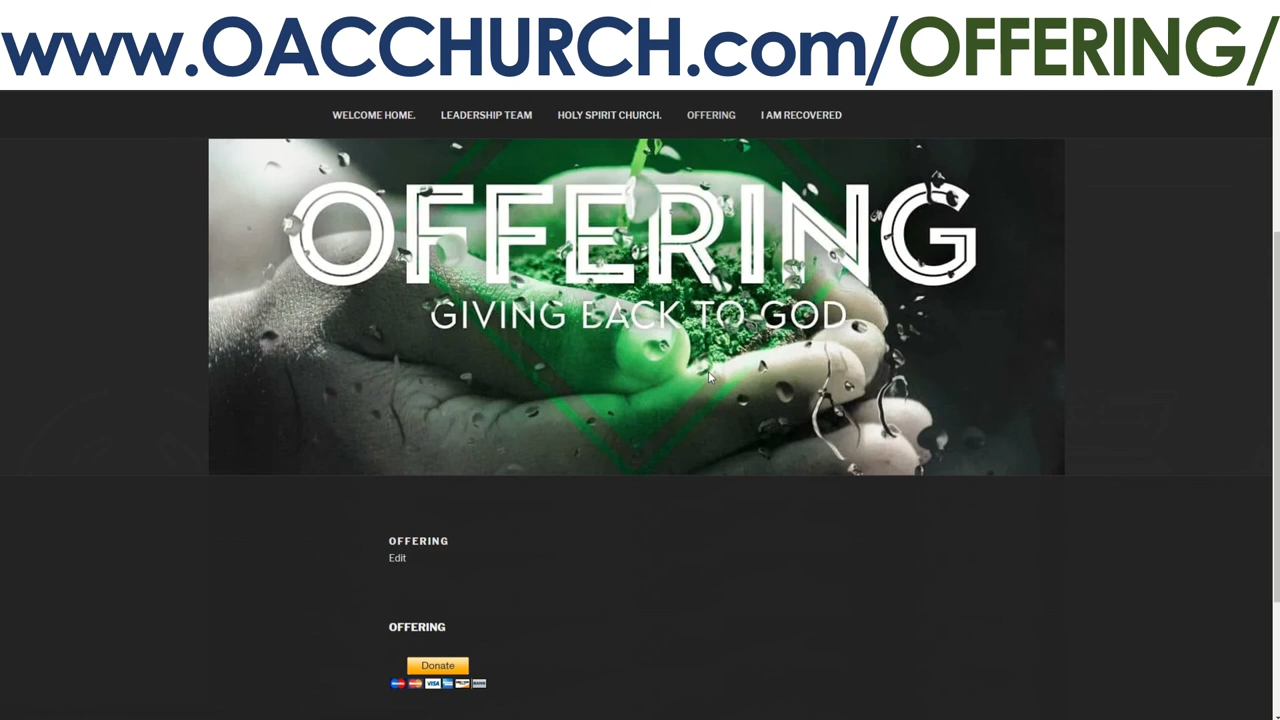 www.OACCHURCH.com/OFFERING/
WELCOME HOME. LEADERSHIP TEAM HOLY SPIRIT CHURCH. OFFERING I AM RECOVERED
OFFERING
GIVING BACK TO GOD
OFFERING
Edit
OFFERING
Donate
VISA